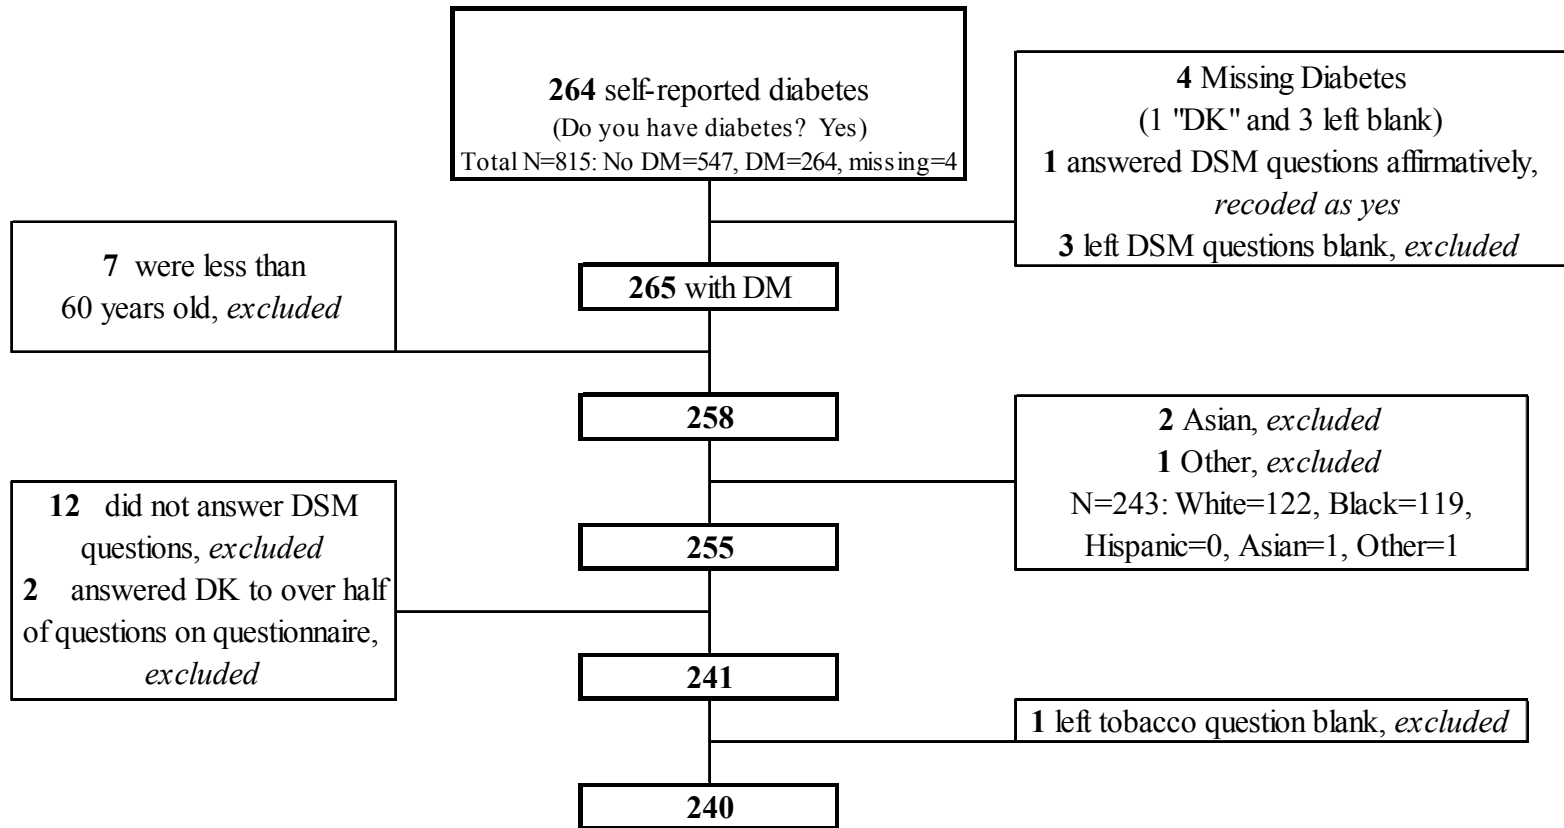 264 self-reported diabetes
(Do you have diabetes? Yes)
Total N=815: No DM=547, DM=264, missing=4
4 Missing Diabetes
(1 "DK" and 3 left blank)
1 answered DSM questions affirmatively,
recoded as yes
3 left DSM questions blank, excluded
7 were less than
60 years old, excluded
265 with DM
258
2 Asian, excluded
1 Other, excluded
N=243: White=122, Black=119,
Hispanic=0, Asian=1, Other=1
12 did not answer DSM
questions, excluded
2 answered DK to over half
of questions on questionnaire,
excluded
255
241
1 left tobacco question blank, excluded
240